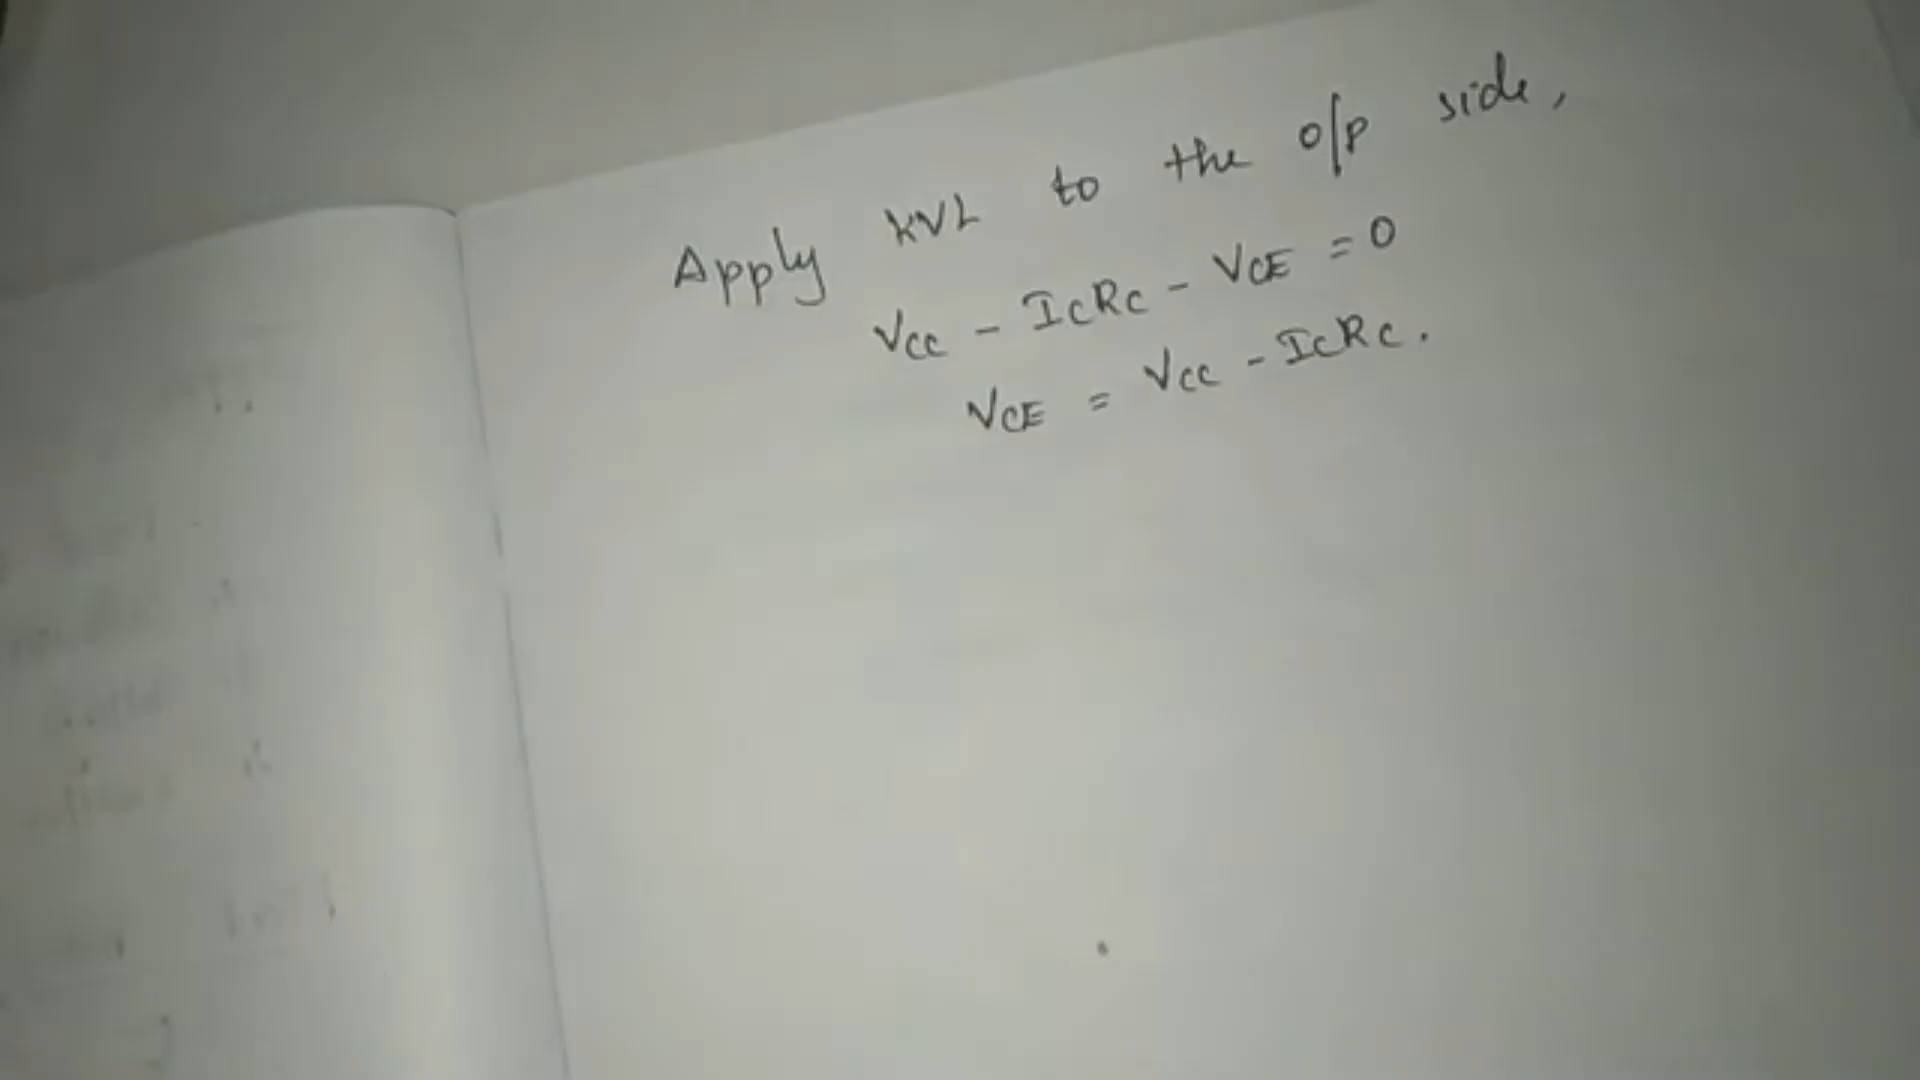 Apply KVL to the o/p side,
VCC - ICRC - VCE = 0
VCE = VCC - ICRC.